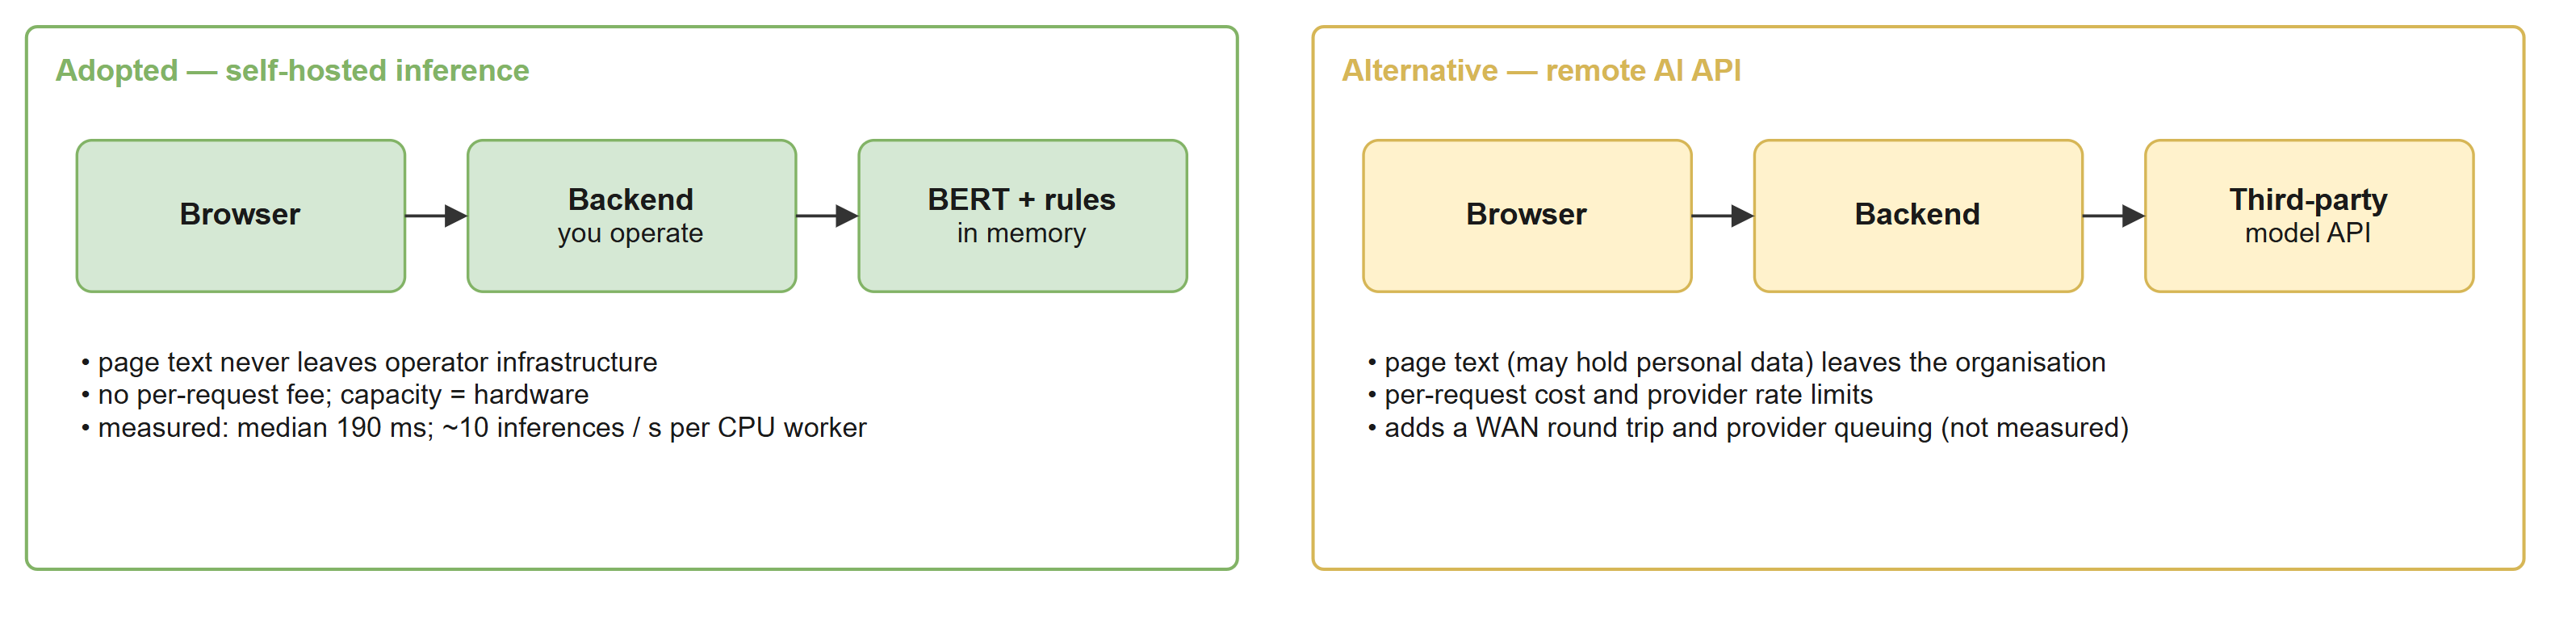 Adopted — self-hosted inference
Browser
Backend
you operate
BERT + rules
in memory
• page text never leaves operator infrastructure
• no per-request fee; capacity = hardware
• measured: median 190 ms; ~10 inferences / s per CPU worker
Alternative — remote AI API
Browser
Backend
Third-party
model API
• page text (may hold personal data) leaves the organisation
• per-request cost and provider rate limits
• adds a WAN round trip and provider queuing (not measured)